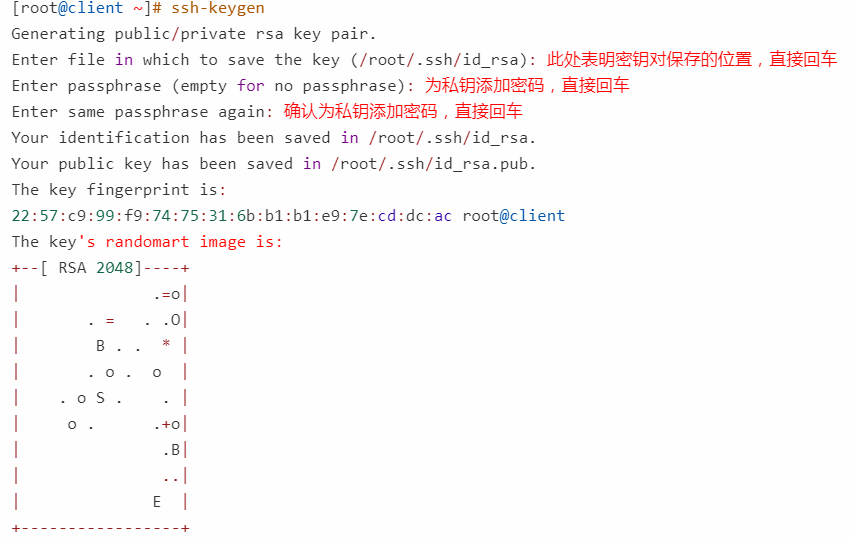 [root@client ~]# ssh-keygen
Generating public/private rsa key pair.
Enter file in which to save the key (/root/.ssh/id_rsa): 此处表明密钥对保存的位置，直接回车
Enter passphrase (empty for no passphrase): 为私钥添加密码，直接回车
Enter same passphrase again: 确认为私钥添加密码，直接回车
Your identification has been saved in /root/.ssh/id_rsa.
Your public key has been saved in /root/.ssh/id_rsa.pub.
The key fingerprint is:
22:57:c9:99:f9:74:75:31:6b:b1:b1:e9:7e:cd:dc:ac root@client
The key's randomart image is:
+--[ RSA 2048]----+
|              .=o|
|       . =   . .O|
|        B . .  * |
|       . o .  o  |
|    . o S .    . |
|     o .      .+o|
|               .B|
|               ..|
|              E  |
+-----------------+